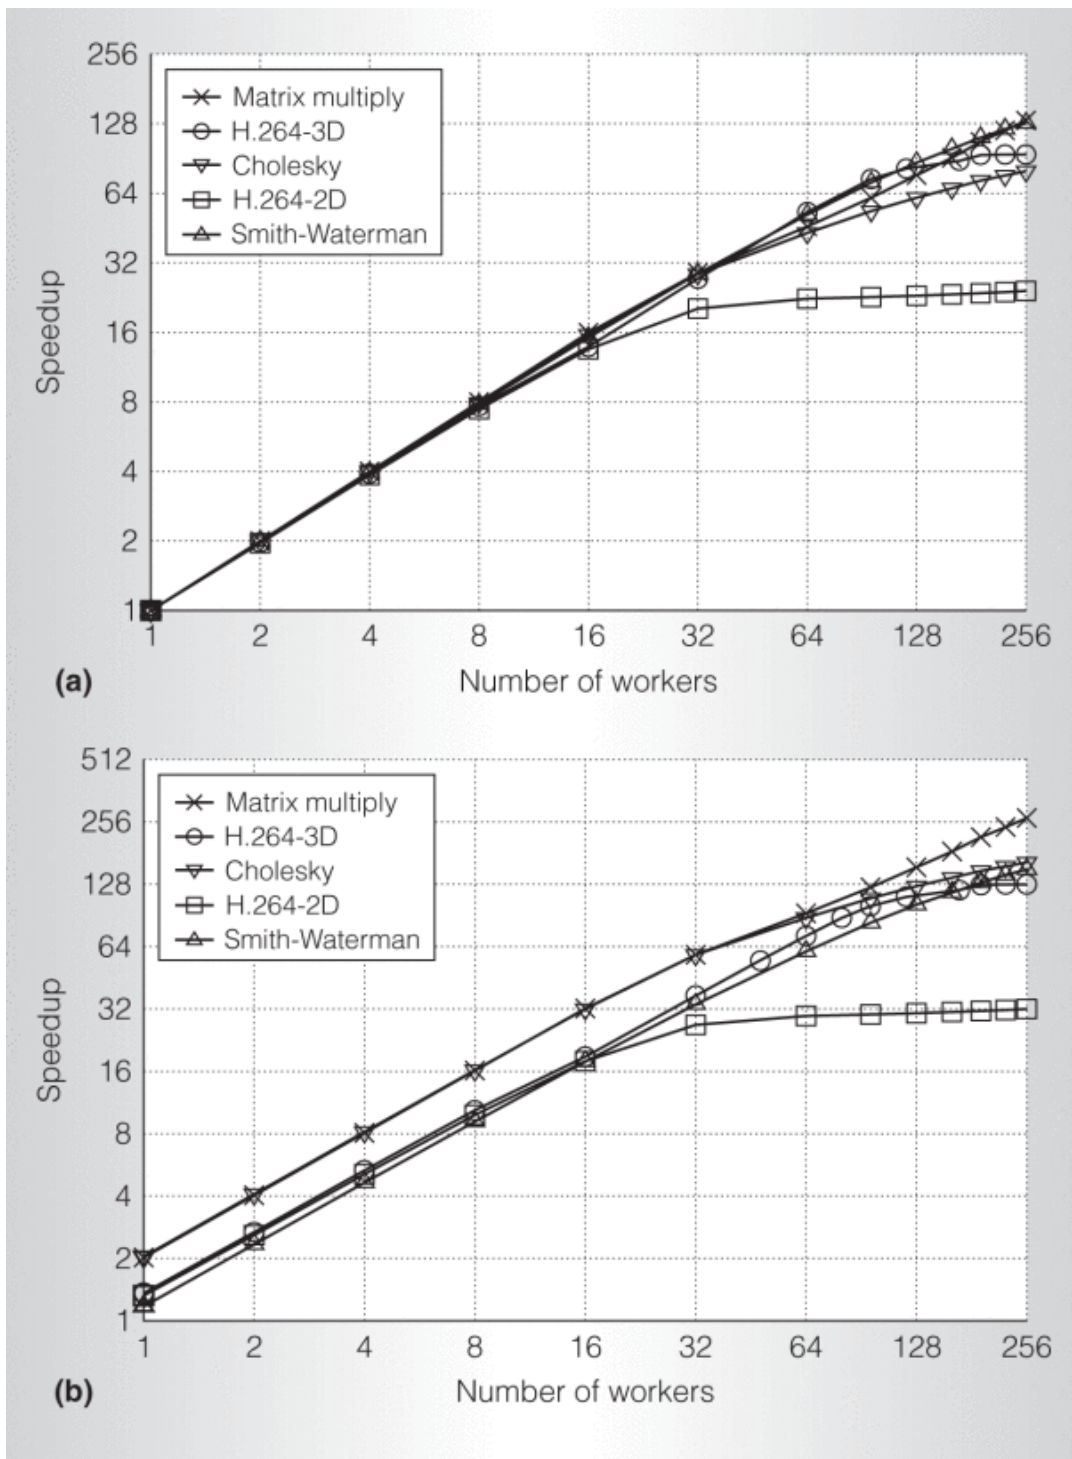 256
128
64
32
16
8
4
2
1
Speedup
Matrix multiply
H.264-3D
Cholesky
H.264-2D
Smith-Waterman
1 2 4 8 16 32 64 128 256
(a) Number of workers
512
256
128
64
32
16
8
4
2
1
Speedup
Matrix multiply
H.264-3D
Cholesky
H.264-2D
Smith-Waterman
1 2 4 8 16 32 64 128 256
(b) Number of workers